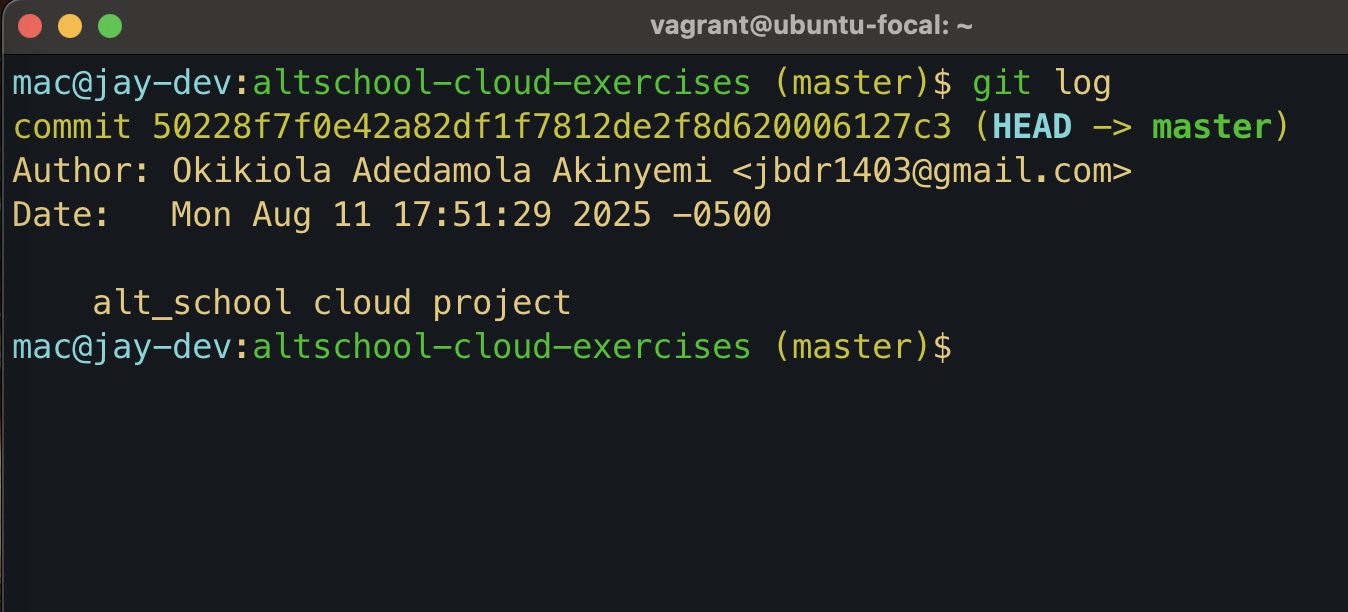 vagrant@ubuntu-focal: ~
mac@jay-dev:altschool-cloud-exercises (master)$ git log
commit 50228f7f0e42a82df1f7812de2f8d620006127c3 (HEAD -> master)
Author: Okikiola Adedamola Akinyemi <jbdr1403@gmail.com>
Date:   Mon Aug 11 17:51:29 2025 -0500
    alt_school cloud project
mac@jay-dev:altschool-cloud-exercises (master)$